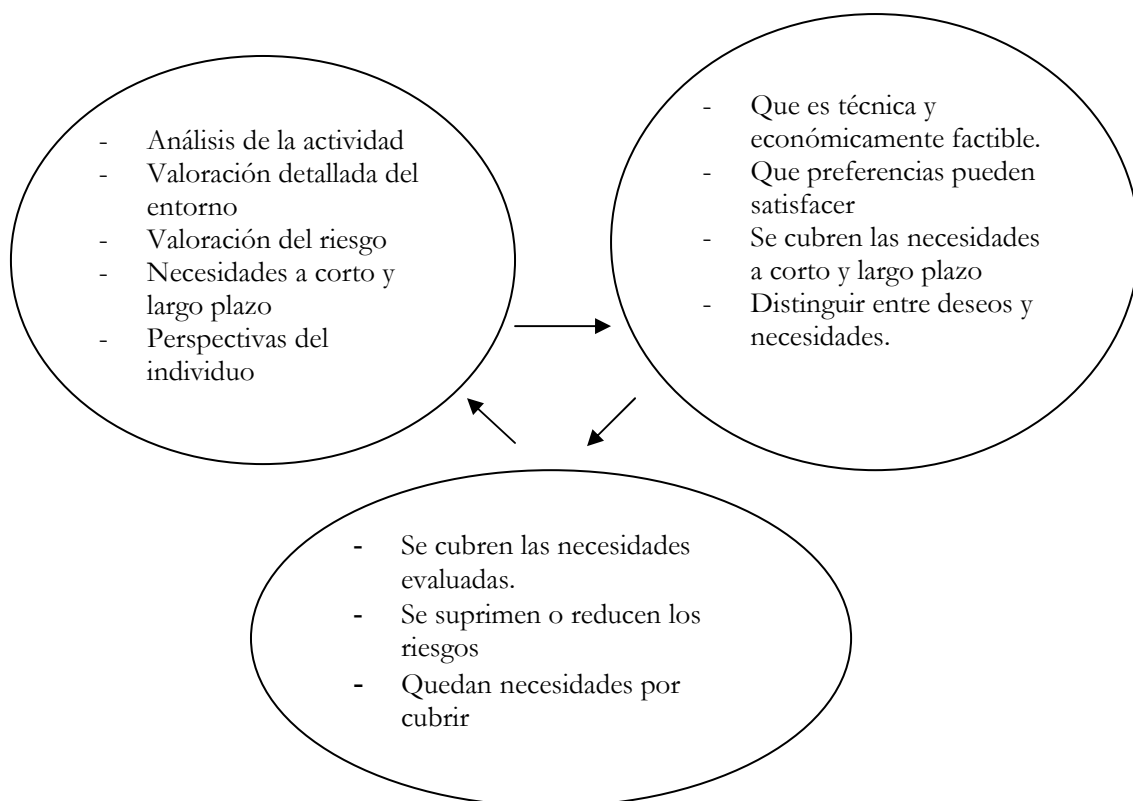 - Análisis de la actividad
- Valoración detallada del
entorno
- Valoración del riesgo
- Necesidades a corto y
largo plazo
- Perspectivas del
individuo
- Que es técnica y
económicamente factible.
- Que preferencias pueden
satisfacer
- Se cubren las necesidades
a corto y largo plazo
- Distinguir entre deseos y
necesidades.
- Se cubren las necesidades
evaluadas.
- Se suprimen o reducen los
riesgos
- Quedan necesidades por
cubrir